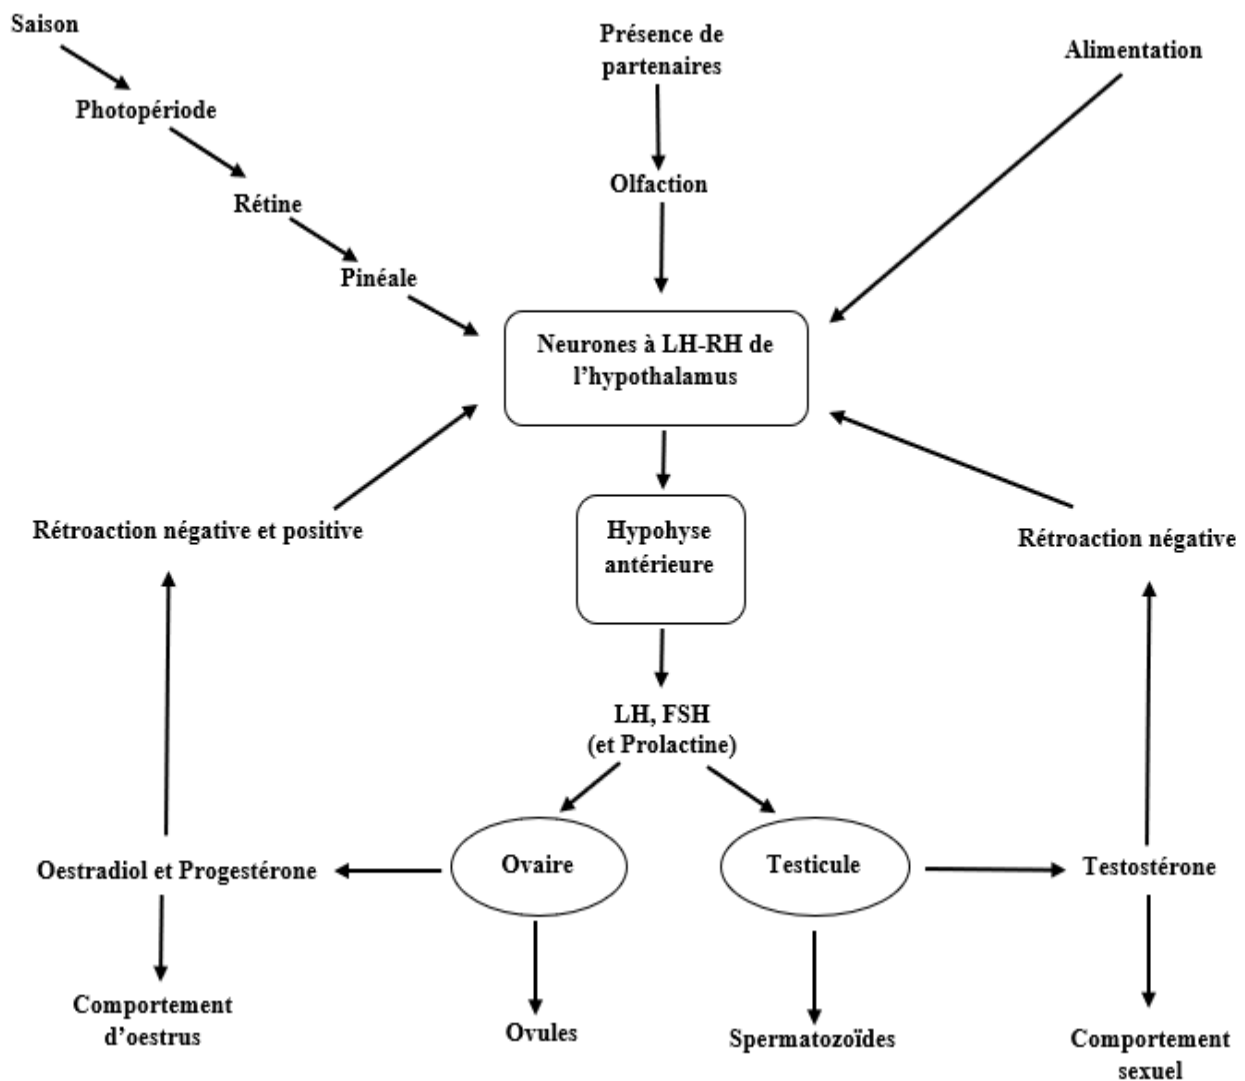 Saison
Présence de
partenaires
Alimentation
Photopériode
Olfaction
Rétine
Pinéale
Neurones à LH-RH de
l’hypothalamus
Rétroaction négative et positive
Hypohyse
antérieure
Rétroaction négative
LH, FSH
(et Prolactine)
Oestradiol et Progestérone
Ovaire
Testicule
Testostérone
Comportement
d’oestrus
Ovules
Spermatozoïdes
Comportement
sexuel